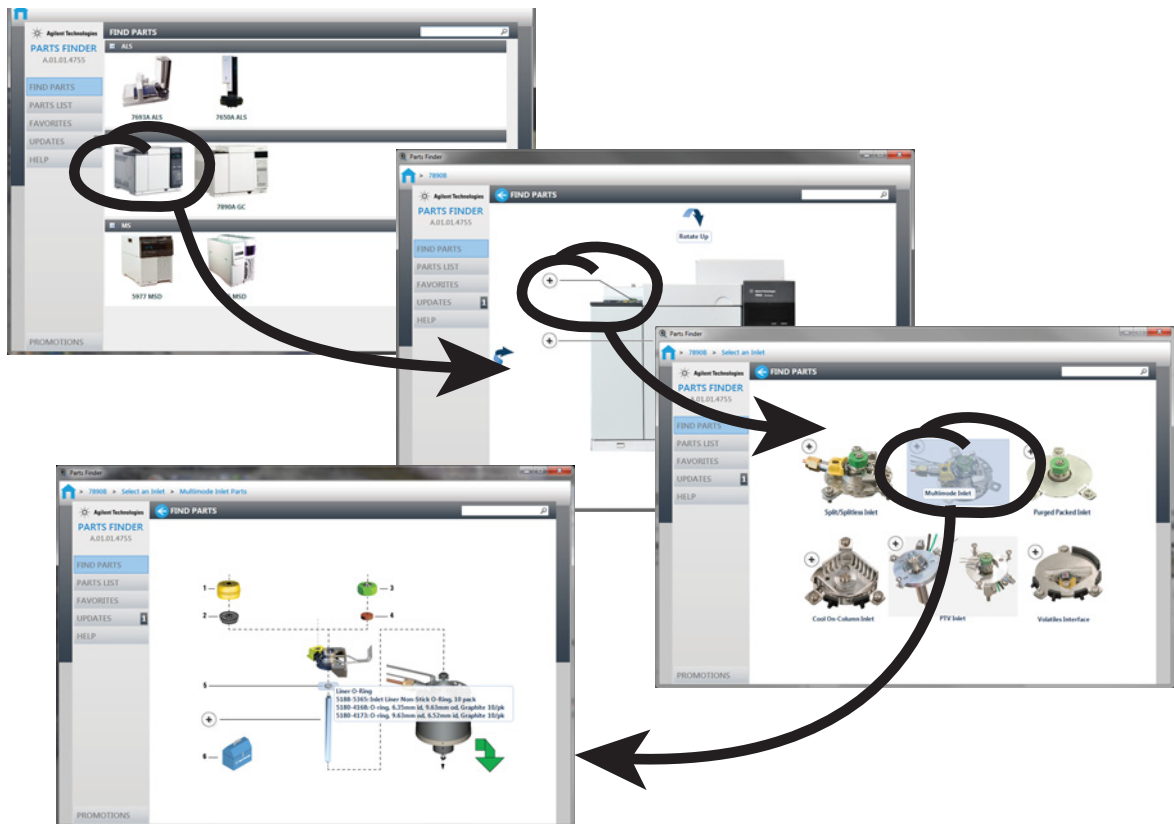 Agilent Technologies
PARTS FINDER
A.01.01.4755
FIND PARTS
PARTS LIST
FAVORITES
UPDATES
HELP
PROMOTIONS
FIND PARTS
ALS
7693A ALS
7650A ALS
7890A GC
MS
5977 MSD
MSD
Parts Finder
> 7890B
Agilent Technologies
PARTS FINDER
A.01.01.4755
FIND PARTS
PARTS LIST
FAVORITES
UPDATES 1
HELP
FIND PARTS
Rotate Up
Parts Finder
> 7890B > Select an Inlet
Agilent Technologies
PARTS FINDER
A.01.01.4755
FIND PARTS
PARTS LIST
FAVORITES
UPDATES 1
HELP
PROMOTIONS
FIND PARTS
Split/Splitless Inlet
Multimode Inlet
Purged Packed Inlet
Cool On-Column Inlet
PTV Inlet
Volatiles Interface
Parts Finder
> 7890B > Select an Inlet > Multimode Inlet Parts
Agilent Technologies
PARTS FINDER
A.01.01.4755
FIND PARTS
PARTS LIST
FAVORITES
UPDATES 1
HELP
PROMOTIONS
FIND PARTS
1
3
2
4
5
Liner O-Ring
5188-5365: Inlet Liner Non-Stick O-Ring, 10 pack
5180-4168: O-ring, 6.35mm id, 9.63mm od, Graphite 10/pk
5180-4173: O-ring, 9.63mm od, 6.52mm id, Graphite 10/pk
6